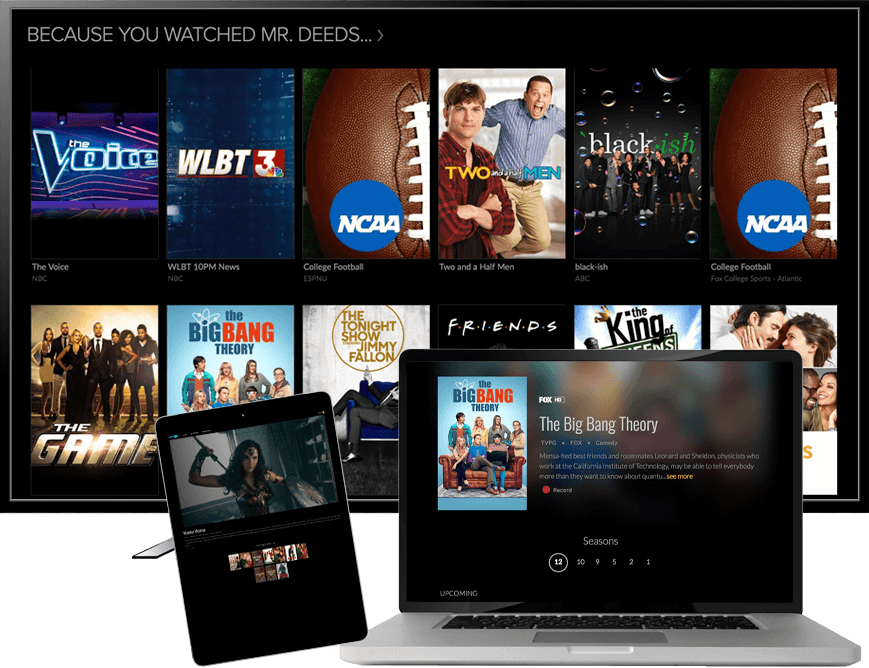 BECAUSE YOU WATCHED MR. DEEDS... >
the
Voice
WLBT 3
NCAA
TWO and a half MEN
`black·ish
NCAA
The Voice
NBC
WLBT 10PM News
NBC
College Football
ESPNU
Two and a Half Men
black-ish
ABC
College Football
Fox College Sports - Atlantic
THE
GAME
the
BIG BANG
THEORY
THE
TONIGHT
SHOW
JIMMY
FALLON
F·R·I·E·N·D·S
the
King of
QUEENS
S
the
BIG BANG
THEORY
FOX HD
The Big Bang Theory
TVPG • FOX • Comedy
Mensa-fied best friends and roommates Leonard and Sheldon, physicists who
work at the California Institute of Technology, may be able to tell everybody
more than they want to know about quantu...see more
Record
Seasons
12 10 9 5 2 1
UPCOMING